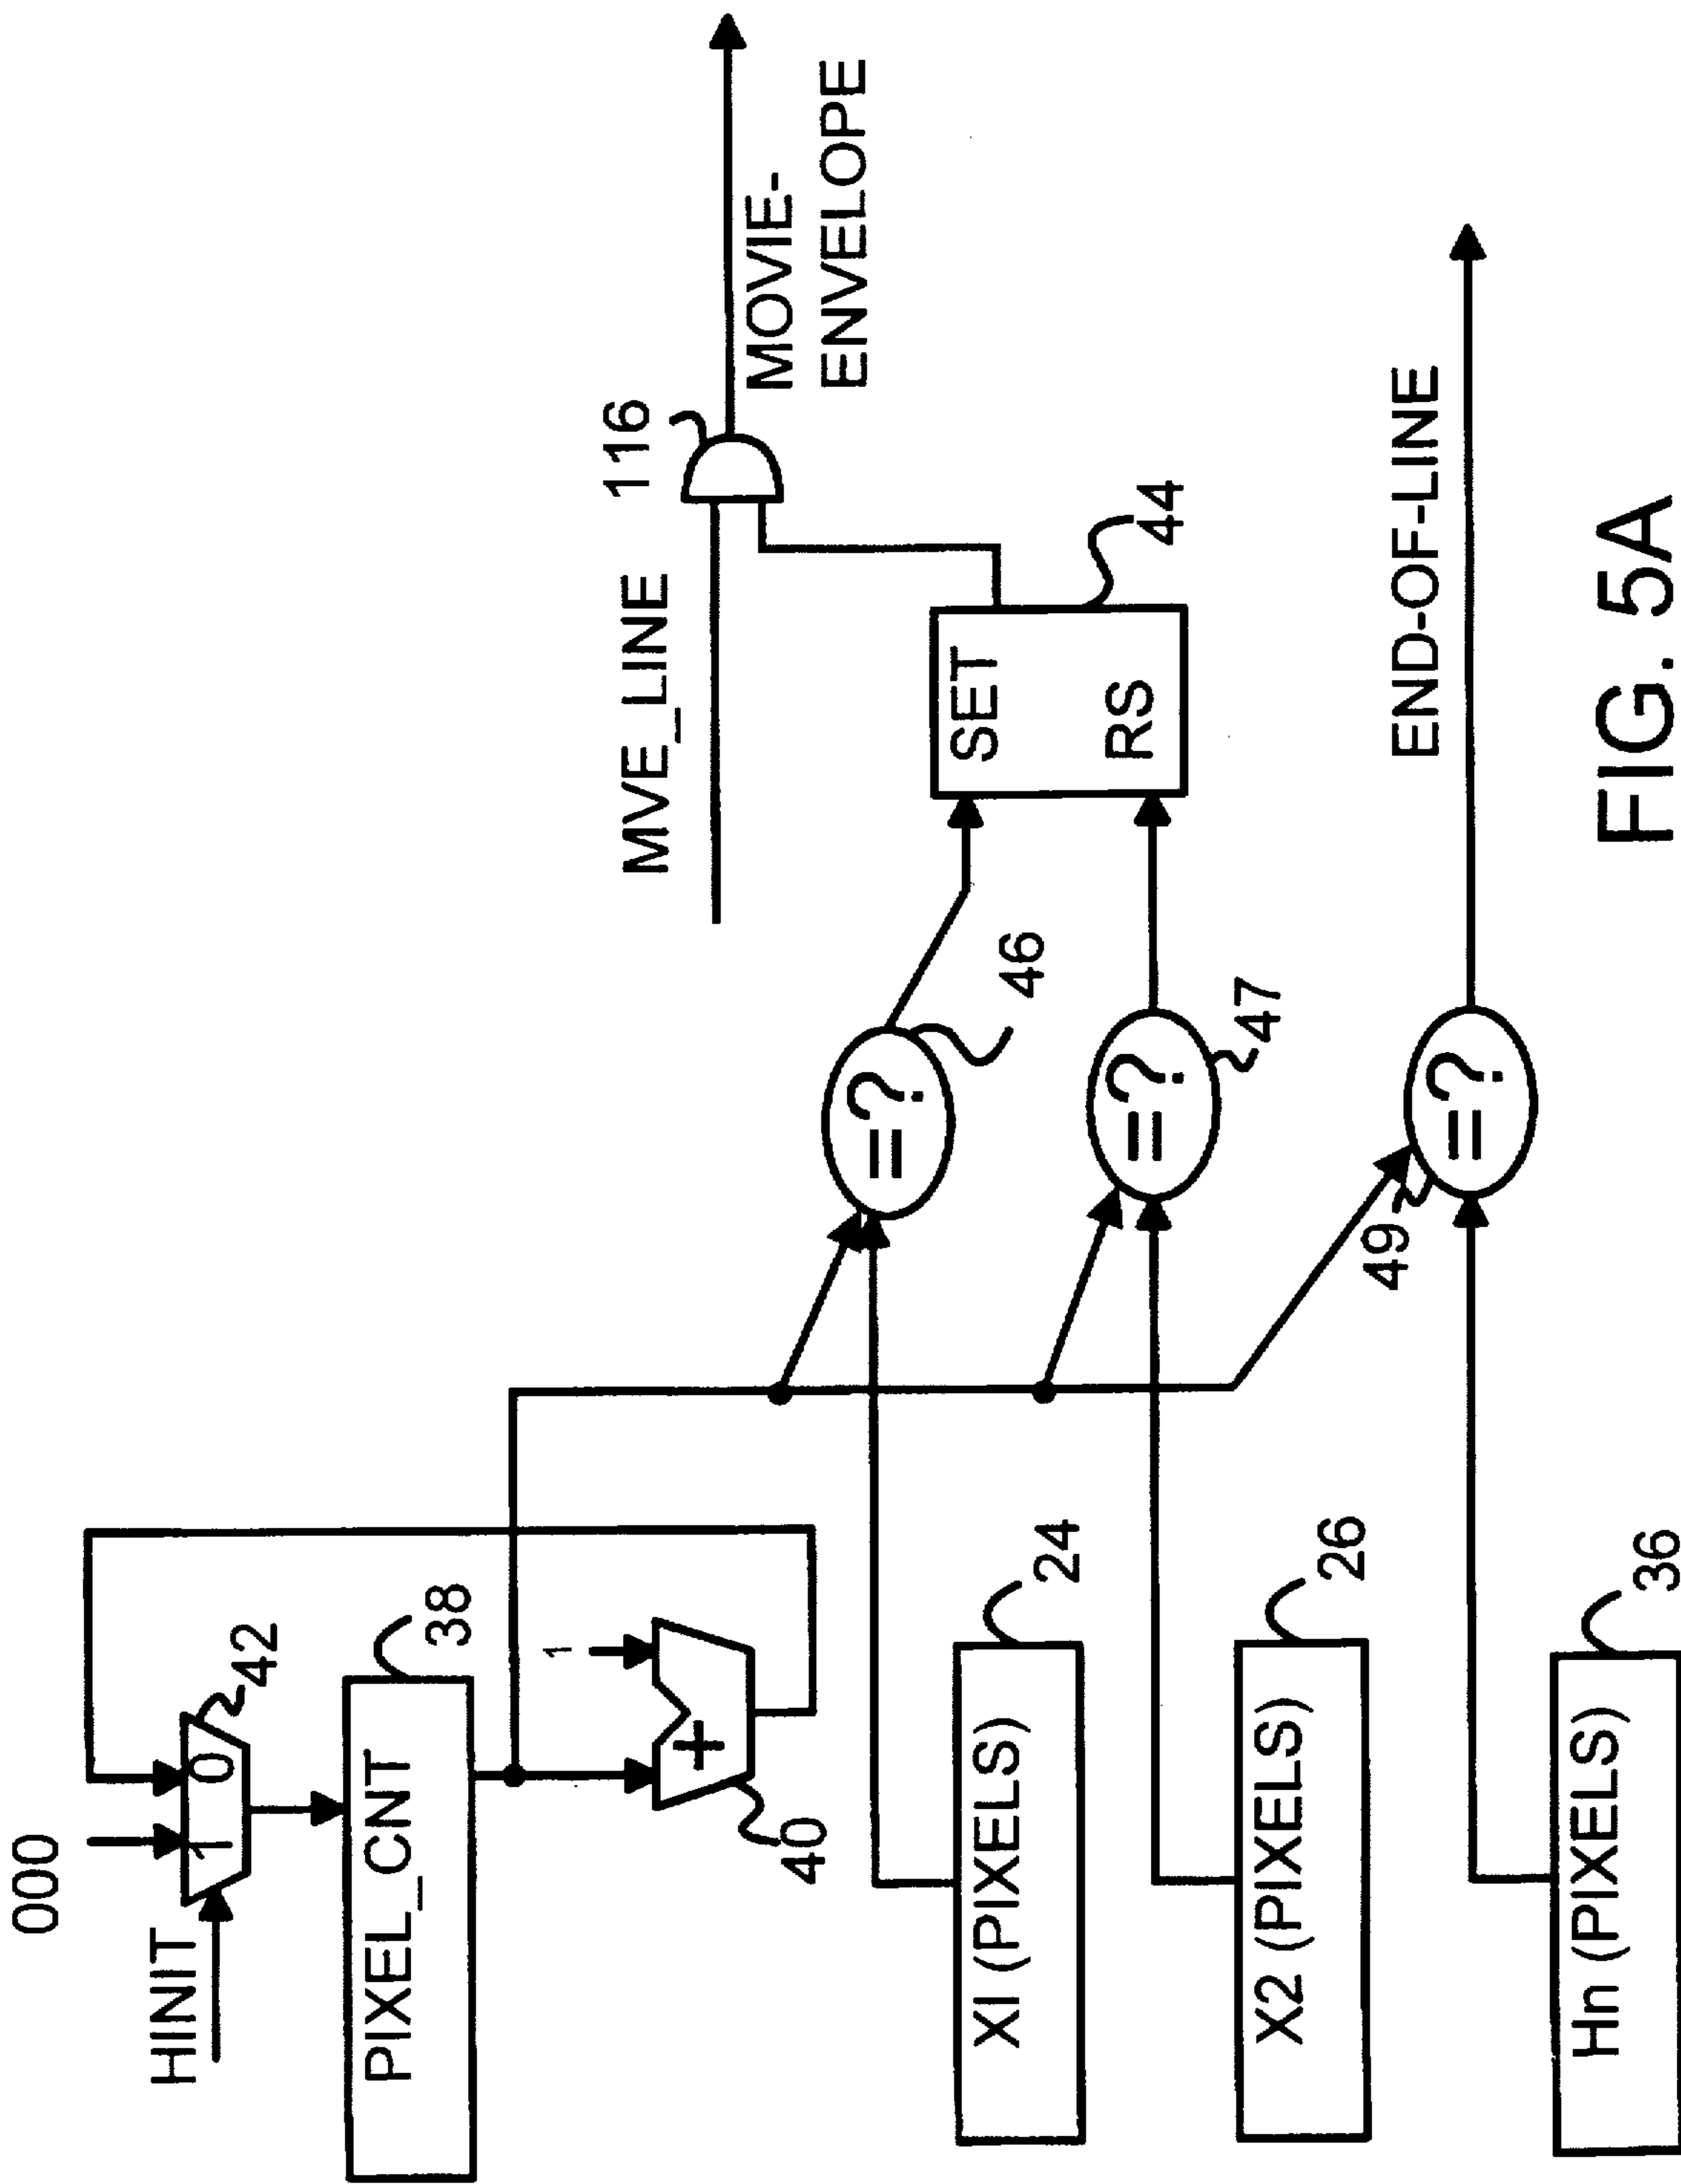 000
HINIT
1 0
42
PIXEL_CNT
38
1
+
40
X1 (PIXELS)
24
X2 (PIXELS)
26
Hn (PIXELS)
36
=?
46
=?
47
=?
49
MVE_LINE
116
SET
RS
44
MOVIE-
ENVELOPE
END-OF-LINE
FIG. 5A